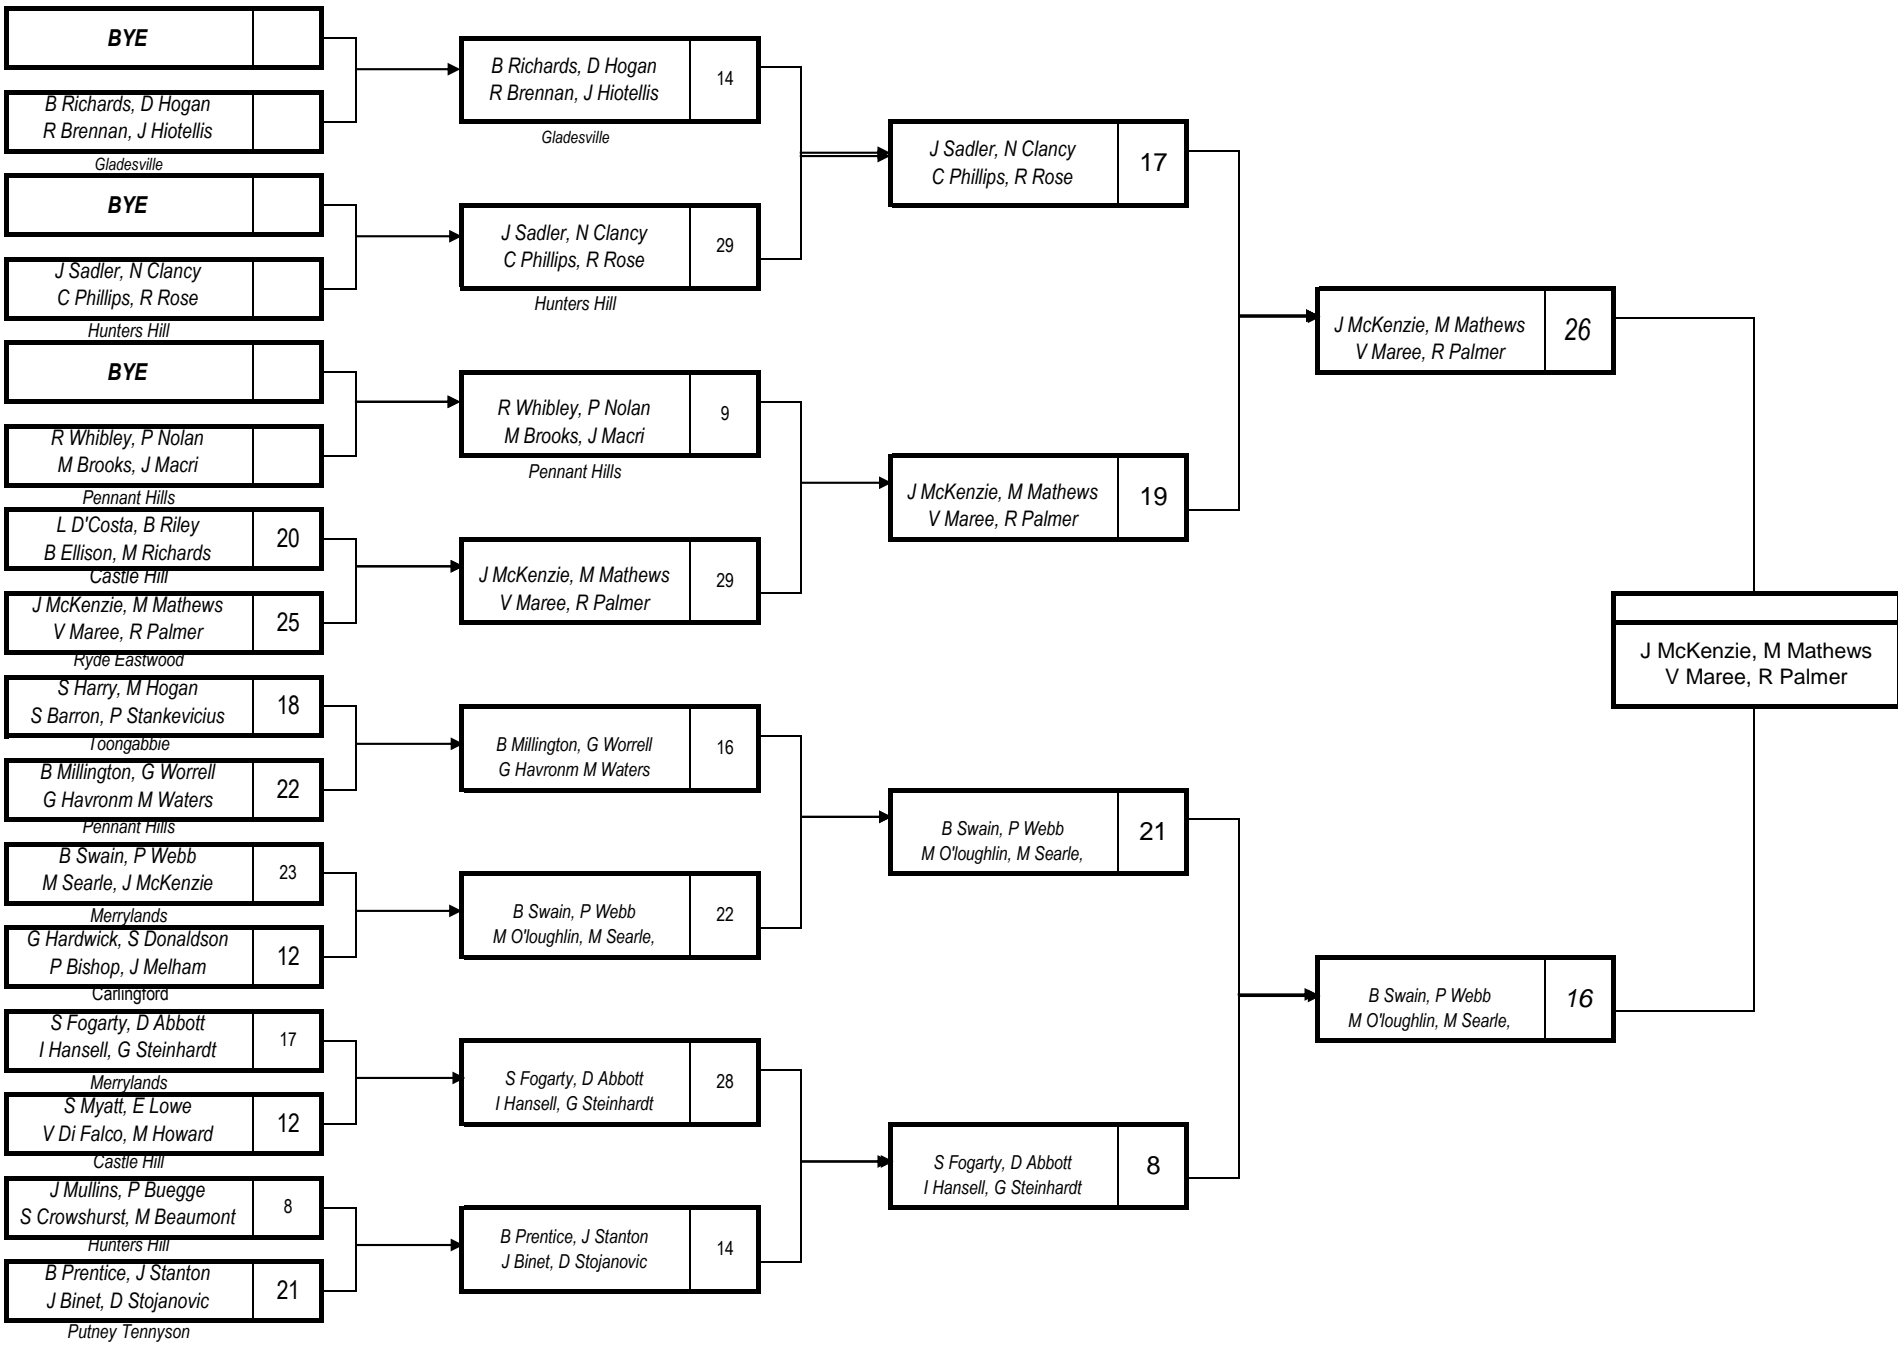 BYE
B Richards, D Hogan
R Brennan, J Hiotellis
Gladesville
BYE
J Sadler, N Clancy
C Phillips, R Rose
Hunters Hill
BYE
R Whibley, P Nolan
M Brooks, J Macri
Pennant Hills
L D'Costa, B Riley
B Ellison, M Richards
20
Castle Hill
J McKenzie, M Mathews
V Maree, R Palmer
25
Ryde Eastwood
S Harry, M Hogan
S Barron, P Stankevicius
18
Toongabbie
B Millington, G Worrell
G Havronm M Waters
22
Pennant Hills
B Swain, P Webb
M Searle, J McKenzie
23
Merrylands
G Hardwick, S Donaldson
P Bishop, J Melham
12
Carlingford
S Fogarty, D Abbott
I Hansell, G Steinhardt
17
Merrylands
S Myatt, E Lowe
V Di Falco, M Howard
12
Castle Hill
J Mullins, P Buegge
S Crowshurst, M Beaumont
8
Hunters Hill
B Prentice, J Stanton
J Binet, D Stojanovic
21
Putney Tennyson
B Richards, D Hogan
R Brennan, J Hiotellis
14
Gladesville
J Sadler, N Clancy
C Phillips, R Rose
29
Hunters Hill
R Whibley, P Nolan
M Brooks, J Macri
9
Pennant Hills
J McKenzie, M Mathews
V Maree, R Palmer
29
B Millington, G Worrell
G Havronm M Waters
16
B Swain, P Webb
M O'loughlin, M Searle,
22
S Fogarty, D Abbott
I Hansell, G Steinhardt
28
B Prentice, J Stanton
J Binet, D Stojanovic
14
J Sadler, N Clancy
C Phillips, R Rose
17
J McKenzie, M Mathews
V Maree, R Palmer
19
B Swain, P Webb
M O'loughlin, M Searle,
21
S Fogarty, D Abbott
I Hansell, G Steinhardt
8
J McKenzie, M Mathews
V Maree, R Palmer
26
B Swain, P Webb
M O'loughlin, M Searle,
16
J McKenzie, M Mathews
V Maree, R Palmer